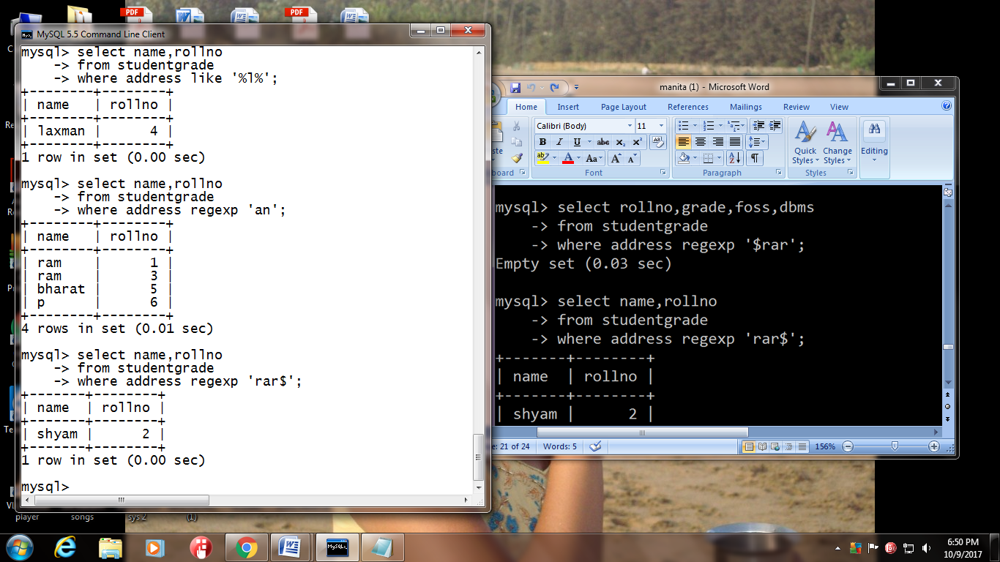 PDF
PDF
MySQL 5.5 Command Line Client
mysql> select name,rollno
    -> from studentgrade
    -> where address like '%l%';
+--------+--------+
| name   | rollno |
+--------+--------+
| laxman |      4 |
+--------+--------+
1 row in set (0.00 sec)
mysql> select name,rollno
    -> from studentgrade
    -> where address regexp 'an';
+--------+--------+
| name   | rollno |
+--------+--------+
| ram    |      1 |
| ram    |      3 |
| bharat |      5 |
| p      |      6 |
+--------+--------+
4 rows in set (0.01 sec)
mysql> select name,rollno
    -> from studentgrade
    -> where address regexp 'rar$';
+-------+--------+
| name  | rollno |
+-------+--------+
| shyam |      2 |
+-------+--------+
1 row in set (0.00 sec)
mysql>
manita (1) - Microsoft Word
Home Insert Page Layout References Mailings Review View
Calibri (Body) 11
Quick Styles
Change Styles
Editing
Font Paragraph Styles
mysql> select rollno,grade,foss,dbms
    -> from studentgrade
    -> where address regexp '$rar';
Empty set (0.03 sec)
mysql> select name,rollno
    -> from studentgrade
    -> where address regexp 'rar$';
+-------+--------+
| name  | rollno |
+-------+--------+
| shyam |      2 |
21 of 24 Words: 5 156%
player songs sys 2 (1)
6:50 PM
10/9/2017